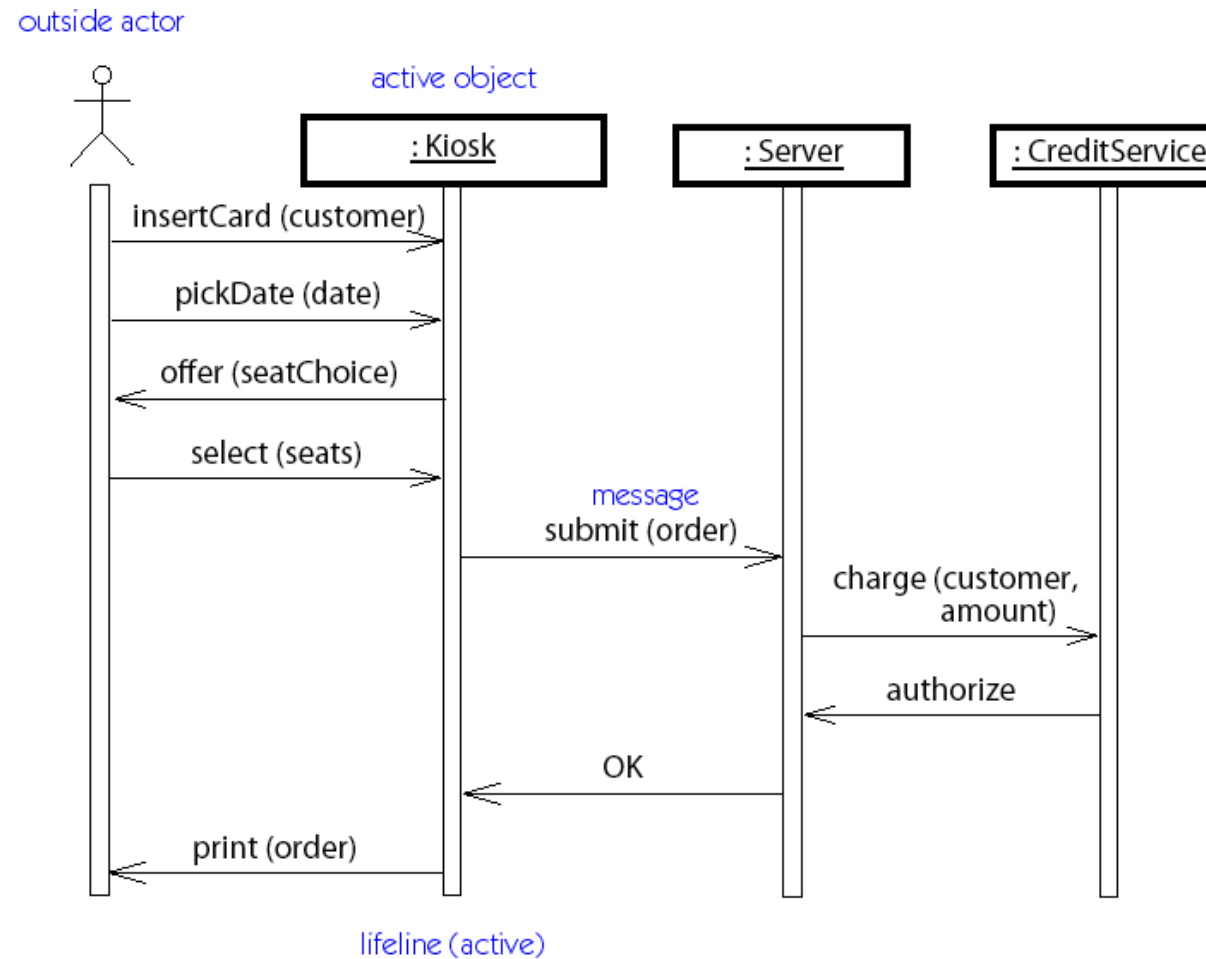 outside actor
active object
: Kiosk
: Server
: CreditService
insertCard (customer)
pickDate (date)
offer (seatChoice)
select (seats)
message
submit (order)
charge (customer,
amount)
authorize
OK
print (order)
lifeline (active)